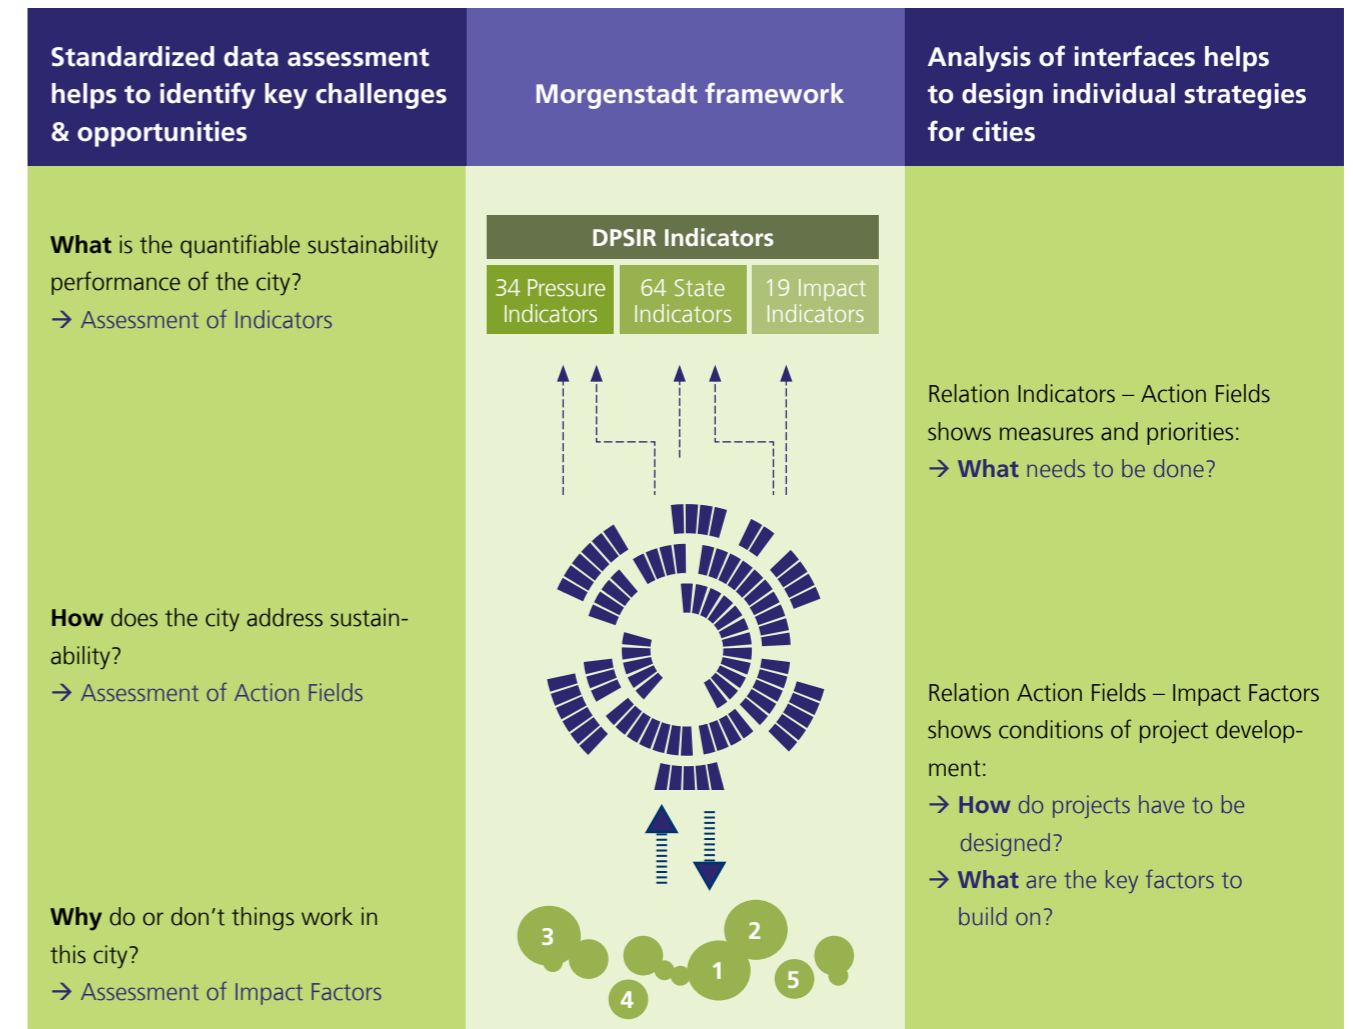 Standardized data assessment
helps to identify key challenges
& opportunities
Morgenstadt framework
Analysis of interfaces helps
to design individual strategies
for cities
What is the quantifiable sustainability
performance of the city?
→ Assessment of Indicators
How does the city address sustain-
ability?
→ Assessment of Action Fields
Why do or don’t things work in
this city?
→ Assessment of Impact Factors
DPSIR Indicators
34 Pressure
Indicators
64 State
Indicators
19 Impact
Indicators
3
2
1
5
4
Relation Indicators – Action Fields
shows measures and priorities:
→ What needs to be done?
Relation Action Fields – Impact Factors
shows conditions of project develop-
ment:
→ How do projects have to be
designed?
→ What are the key factors to
build on?